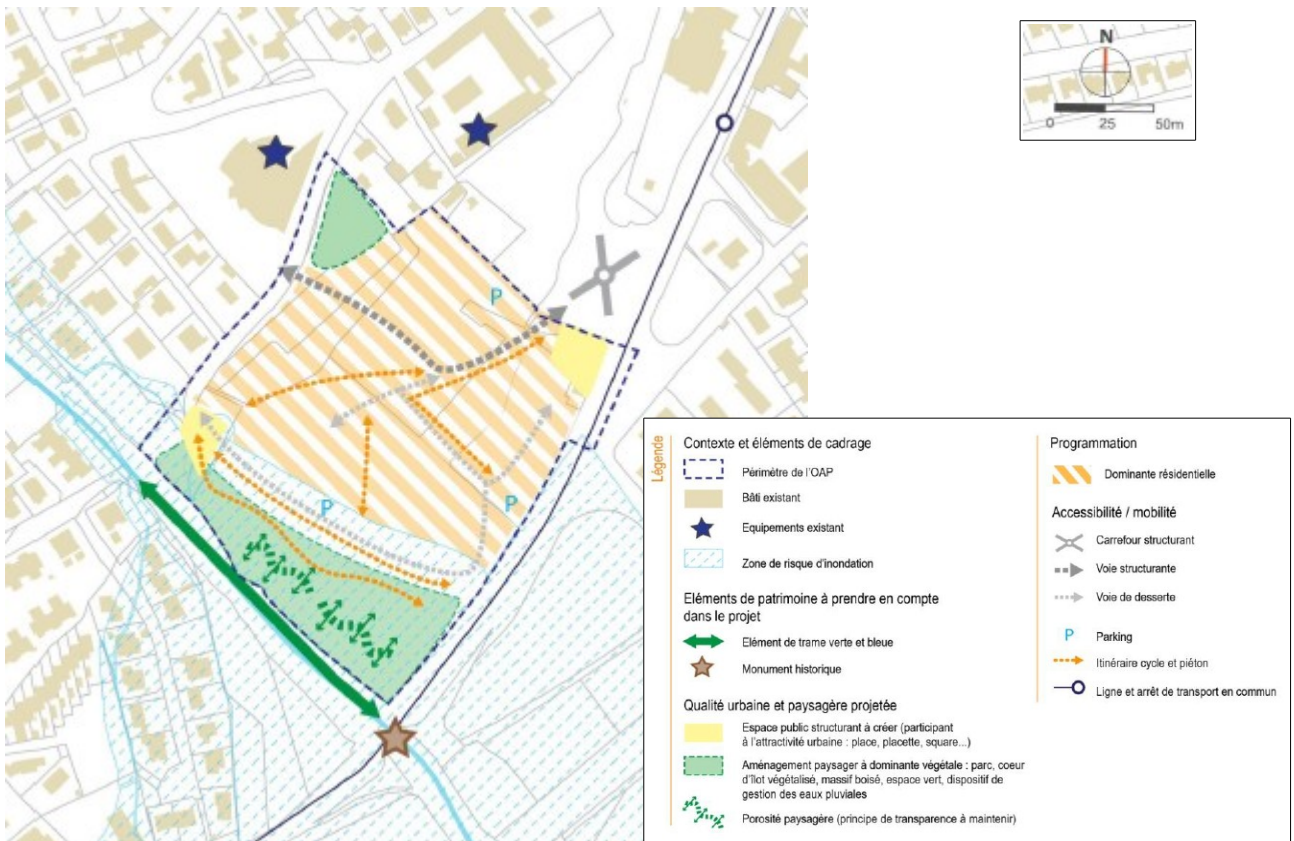 N
0 25 50m
P
P
P
Légende
Contexte et éléments de cadrage
Périmètre de l'OAP
Bâti existant
Equipements existant
Zone de risque d'inondation
Eléments de patrimoine à prendre en compte
dans le projet
Elément de trame verte et bleue
Monument historique
Qualité urbaine et paysagère projetée
Espace public structurant à créer (participant
à l'attractivité urbaine : place, placette, square...)
Aménagement paysager à dominante végétale : parc, coeur
d'îlot végétalisé, massif boisé, espace vert, dispositif de
gestion des eaux pluviales
Porosité paysagère (principe de transparence à maintenir)
Programmation
Dominante résidentielle
Accessibilité / mobilité
Carrefour structurant
Voie structurante
Voie de desserte
P Parking
Itinéraire cycle et piéton
Ligne et arrêt de transport en commun